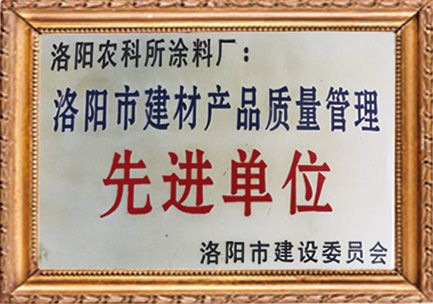 洛阳农科所涂料厂：
洛阳市建材产品质量管理
先进单位
洛阳市建设委员会